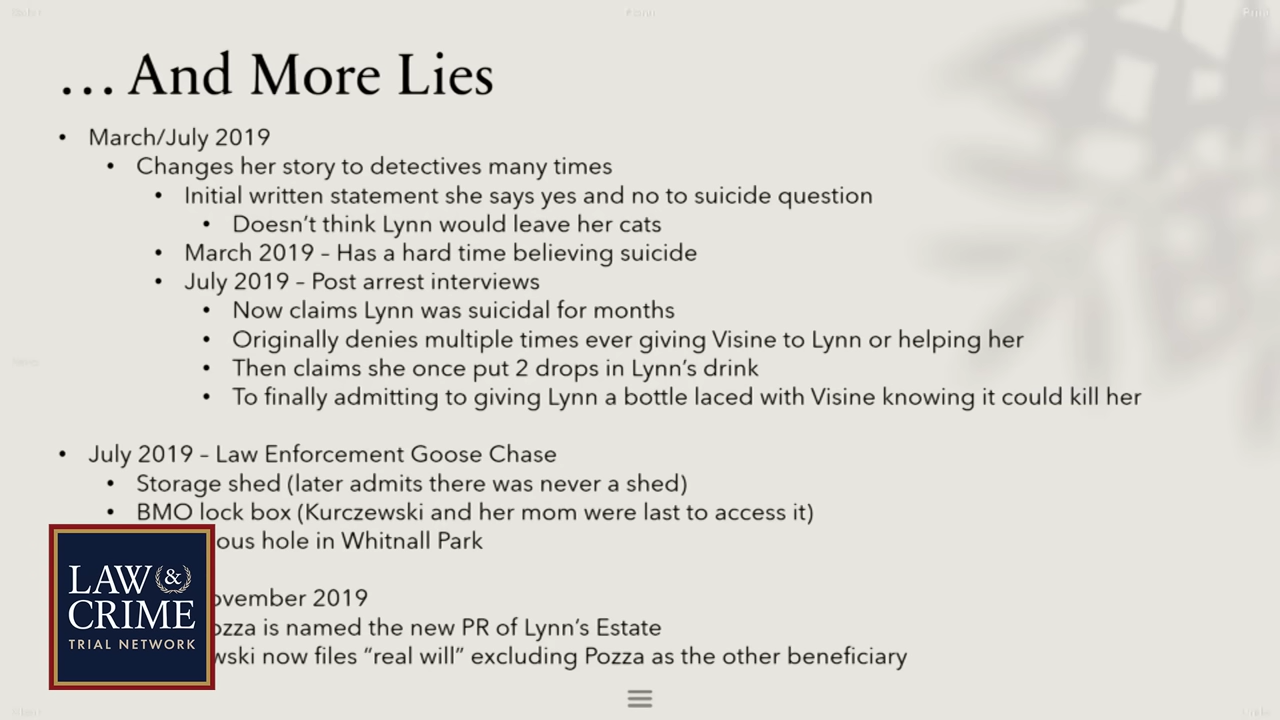 … And More Lies
• March/July 2019
• Changes her story to detectives many times
• Initial written statement she says yes and no to suicide question
• Doesn’t think Lynn would leave her cats
• March 2019 – Has a hard time believing suicide
• July 2019 – Post arrest interviews
• Now claims Lynn was suicidal for months
• Originally denies multiple times ever giving Visine to Lynn or helping her
• Then claims she once put 2 drops in Lynn’s drink
• To finally admitting to giving Lynn a bottle laced with Visine knowing it could kill her
• July 2019 – Law Enforcement Goose Chase
• Storage shed (later admits there was never a shed)
• BMO lock box (Kurczewski and her mom were last to access it)
ous hole in Whitnall Park
ovember 2019
ozza is named the new PR of Lynn’s Estate
wski now files “real will” excluding Pozza as the other beneficiary
LAW &
CRIME
TRIAL NETWORK